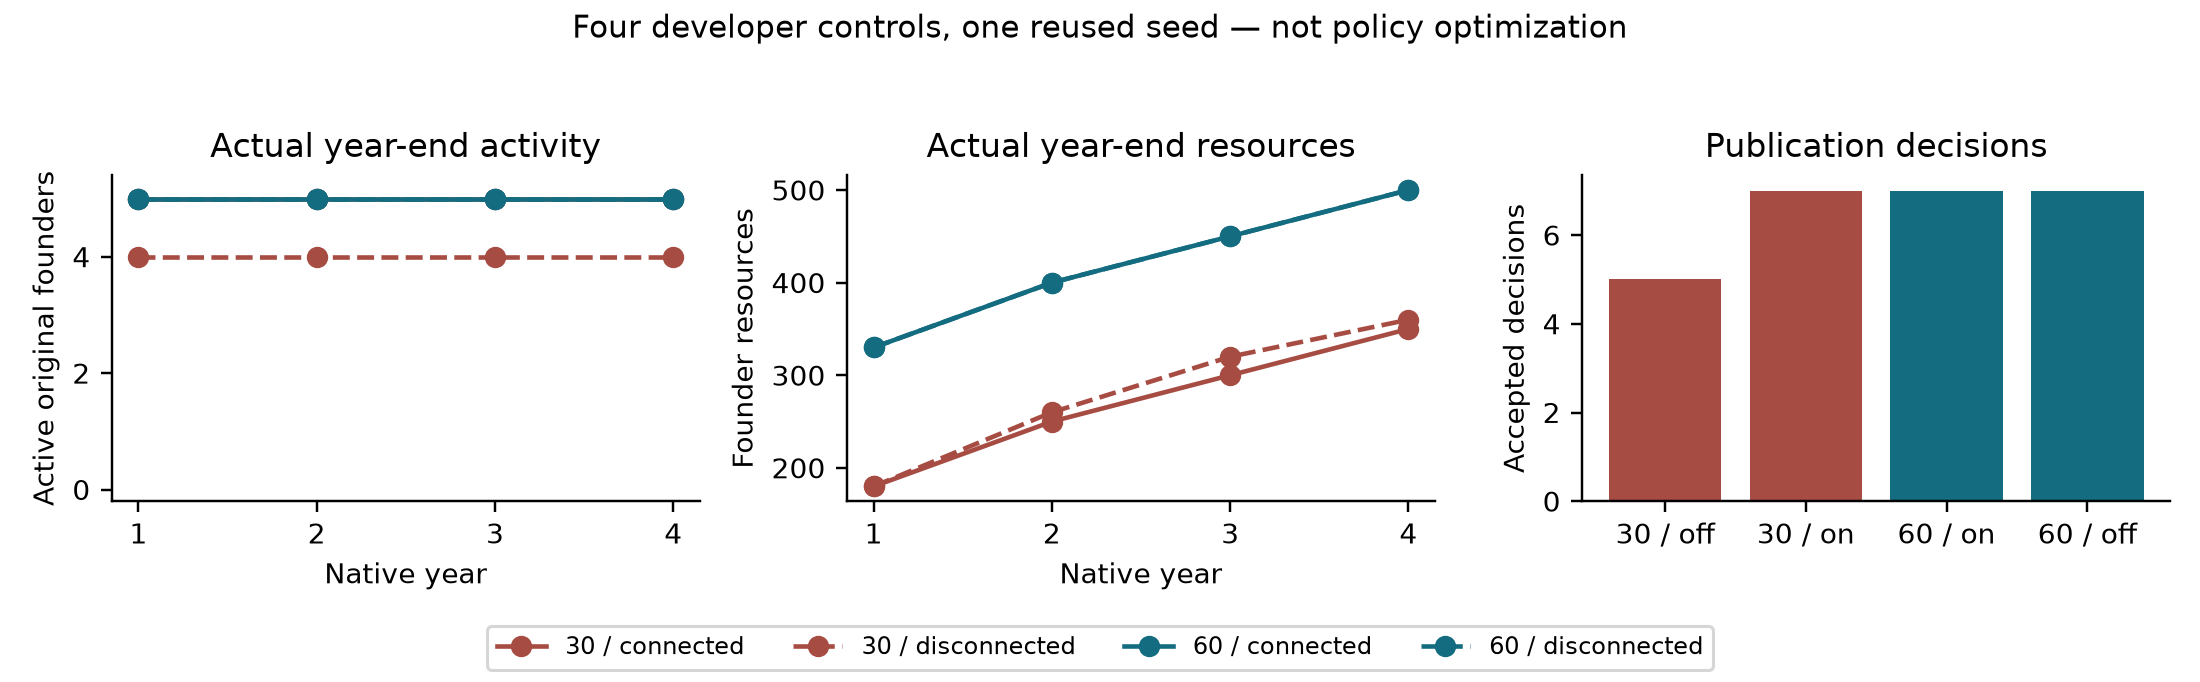 Four developer controls, one reused seed — not policy optimization
Actual year-end activity
Active original founders
4
2
0
1 2 3 4
Native year
Actual year-end resources
Founder resources
500
400
300
200
1 2 3 4
Native year
Publication decisions
Accepted decisions
6
4
2
0
30 / off 30 / on 60 / on 60 / off
30 / connected 30 / disconnected 60 / connected 60 / disconnected